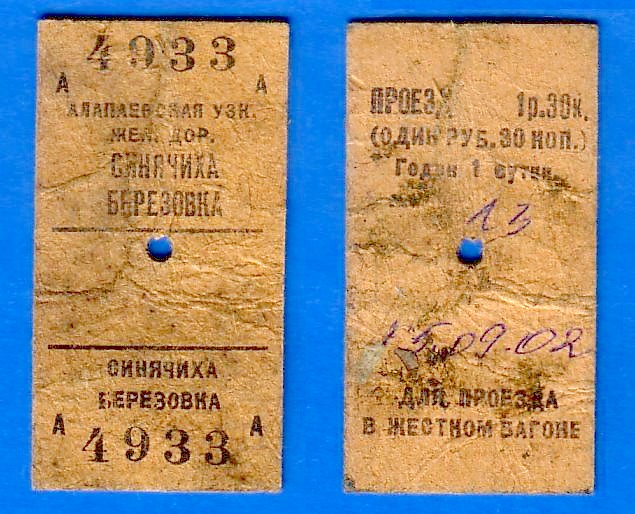 4933
А А
АЛАПАЕВСКАЯ УЗК.
ЖЕЛ. ДОР.
СИНЯЧИХА
БЕРЕЗОВКА
СИНЯЧИХА
БЕРЕЗОВКА
А 4933 А
ПРОЕЗД 1р.30к.
(ОДИН РУБ. 30 КОП.)
Годен 1 сутки
13
15.09.02
ДЛЯ ПРОЕЗДА
В ЖЕСТКОМ ВАГОНЕ